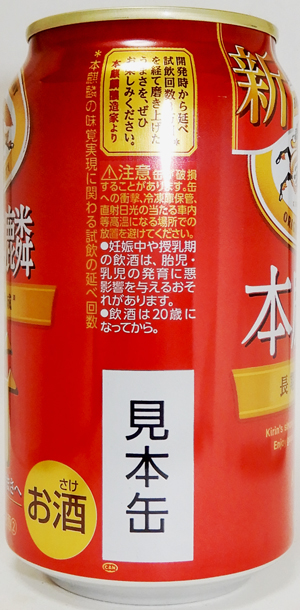 開発時から延べ
を経て磨き上げた
うまさを、ぜひ
お楽しみください。
本麒麟醸造家より
*本麒麟の味覚実現に関わる試飲の延べ回数
⚠注意 缶が破損
することがあります。缶
への衝撃、冷凍庫保管、
直射日光の当たる車内
等高温になる場所での
放置を避けてください。
●妊娠中や授乳期
の飲酒は、胎児・
乳児の発育に悪
影響を与えるおそ
れがあります。
●飲酒は20歳に
なってから。
見本缶
さけ
お酒
麟
新
本
長
Kirin's
Enjoy